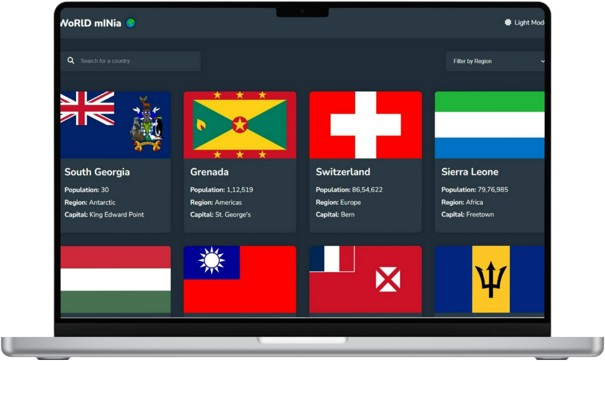 WoRlD mINia
Light Mod
Search for a country...
Filter by Region
South Georgia
Population: 30
Region: Antarctic
Capital: King Edward Point
Grenada
Population: 1,12,519
Region: Americas
Capital: St. George's
Switzerland
Population: 86,54,622
Region: Europe
Capital: Bern
Sierra Leone
Population: 79,76,985
Region: Africa
Capital: Freetown